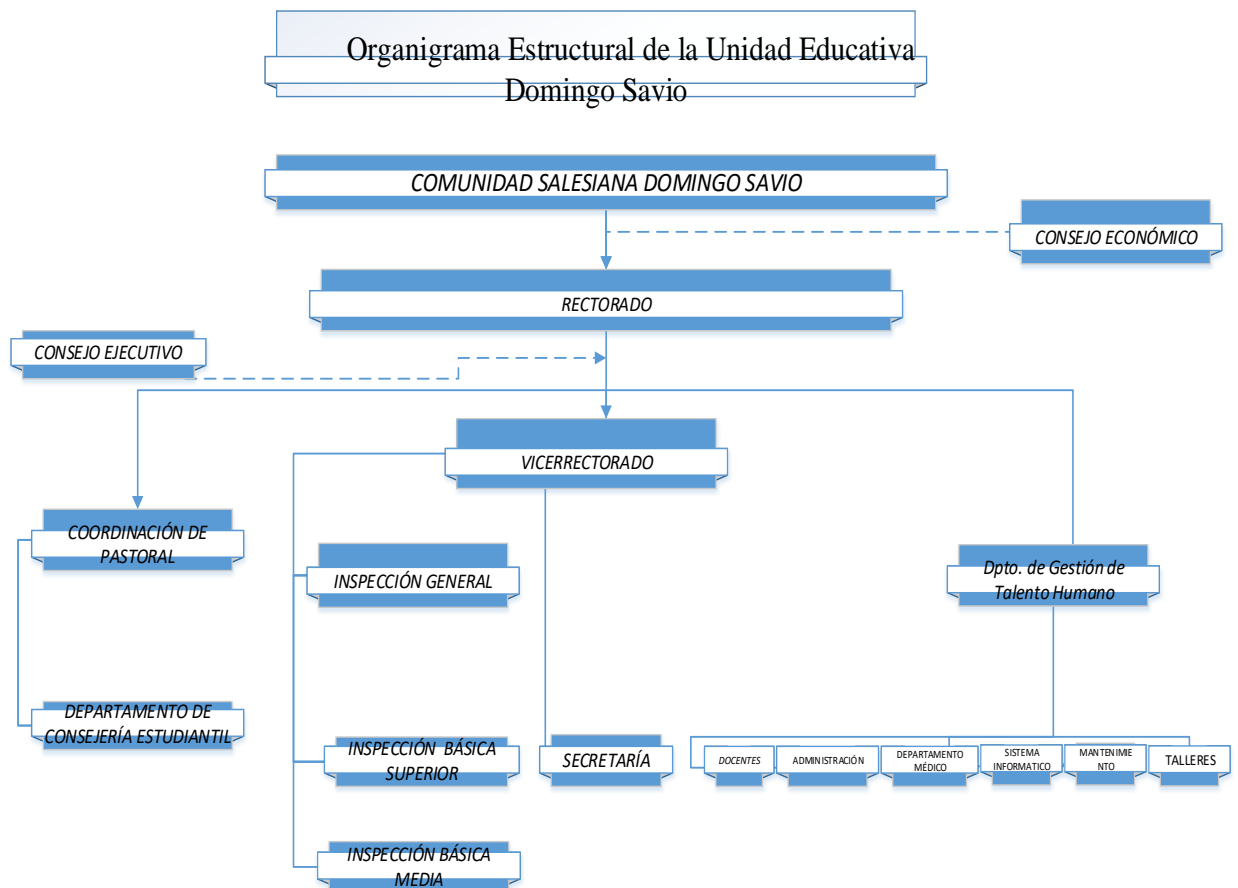 Organigrama Estructural de la Unidad Educativa
Domingo Savio
COMUNIDAD SALESIANA DOMINGO SAVIO
CONSEJO ECONÓMICO
RECTORADO
CONSEJO EJECUTIVO
VICERRECTORADO
COORDINACIÓN DE
PASTORAL
INSPECCIÓN GENERAL
Dpto. de Gestión de
Talento Humano
DEPARTAMENTO DE
CONSEJERÍA ESTUDIANTIL
INSPECCIÓN BÁSICA
SUPERIOR
SECRETARÍA
DOCENTES
ADMINISTRACIÓN
DEPARTAMENTO
MÉDICO
SISTEMA
INFORMATICO
MANTENIMIE
NTO
TALLERES
INSPECCIÓN BÁSICA
MEDIA